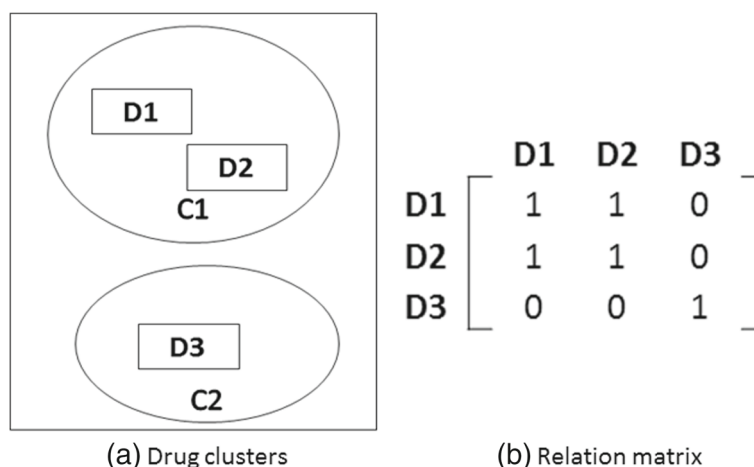 D1
D2
C1
D3
C2
(a) Drug clusters
D1 D2 D3
D1 1 1 0
D2 1 1 0
D3 0 0 1
(b) Relation matrix